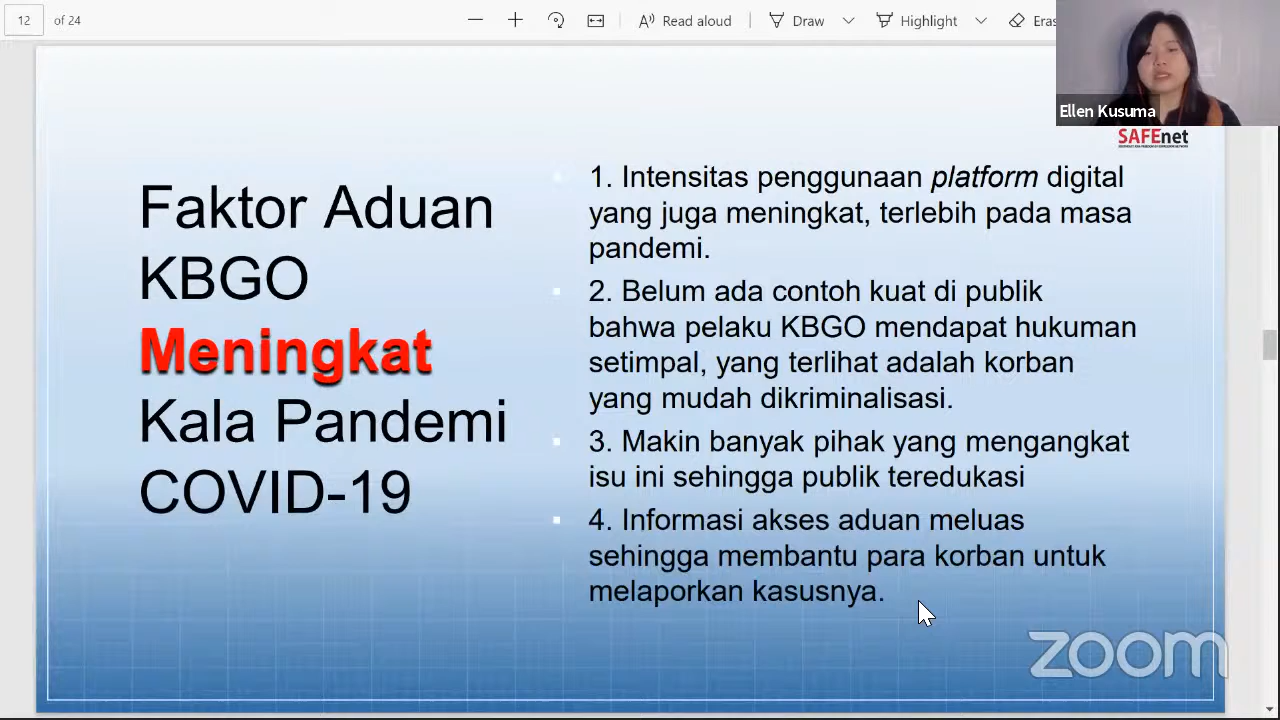 12 of 24
Read aloud
Draw
Highlight
Eras
Ellen Kusuma
SAFEnet
Faktor Aduan
KBGO
Meningkat
Kala Pandemi
COVID-19
1. Intensitas penggunaan platform digital
yang juga meningkat, terlebih pada masa
pandemi.
2. Belum ada contoh kuat di publik
bahwa pelaku KBGO mendapat hukuman
setimpal, yang terlihat adalah korban
yang mudah dikriminalisasi.
3. Makin banyak pihak yang mengangkat
isu ini sehingga publik teredukasi
4. Informasi akses aduan meluas
sehingga membantu para korban untuk
melaporkan kasusnya.
zoom